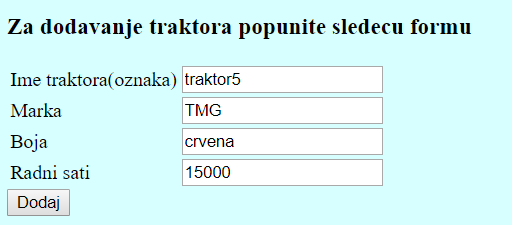 Za dodavanje traktora popunite sledecu formu
Ime traktora(oznaka) traktor5
Marka TMG
Boja crvena
Radni sati 15000
Dodaj